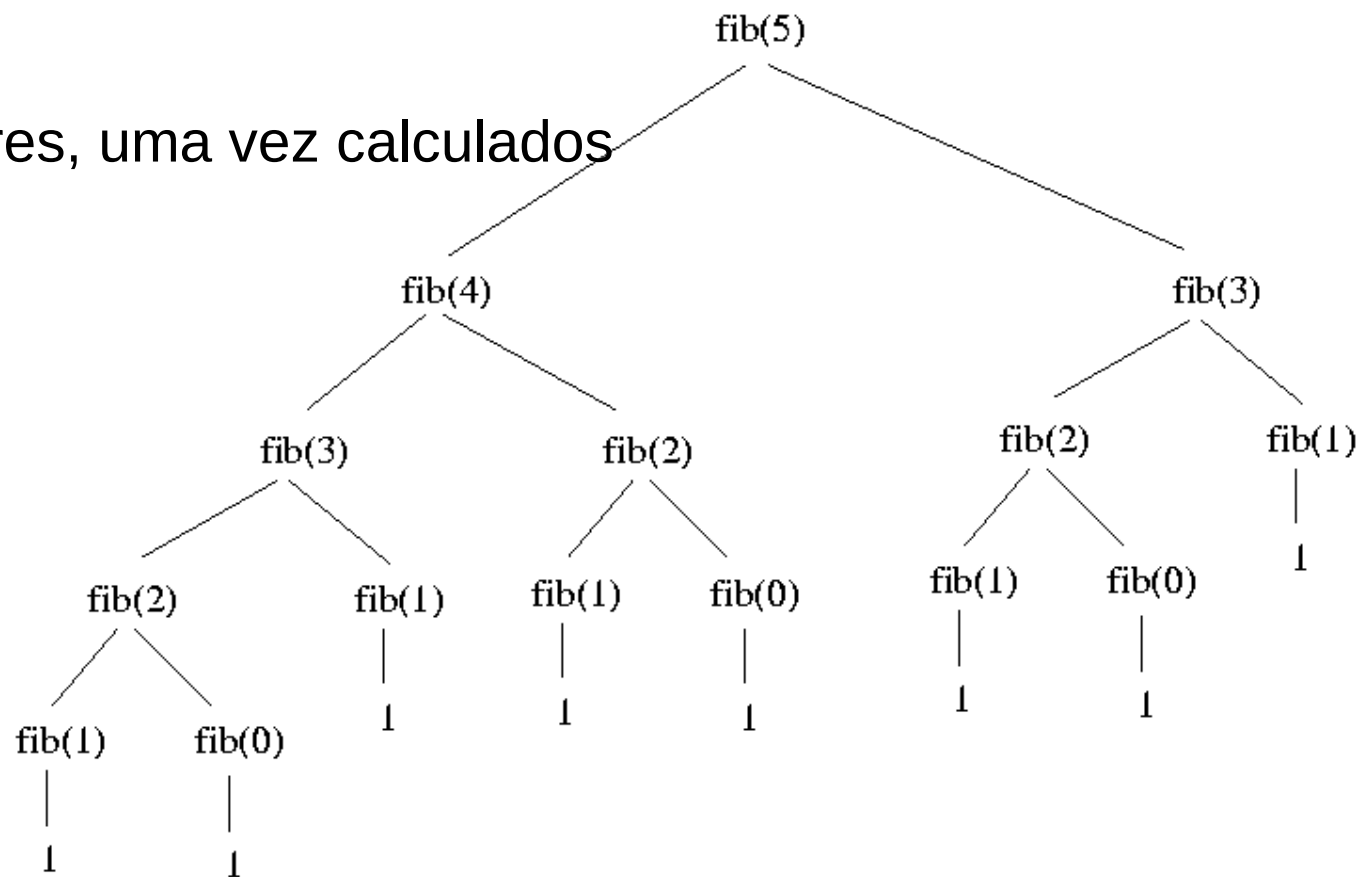 fib(5)
res, uma vez calculados
fib(4) fib(3)
fib(3) fib(2) fib(2) fib(1)
fib(2) fib(1) fib(1) fib(0) fib(1) fib(0) 1
fib(1) fib(0) 1 1 1 1 1
1 1